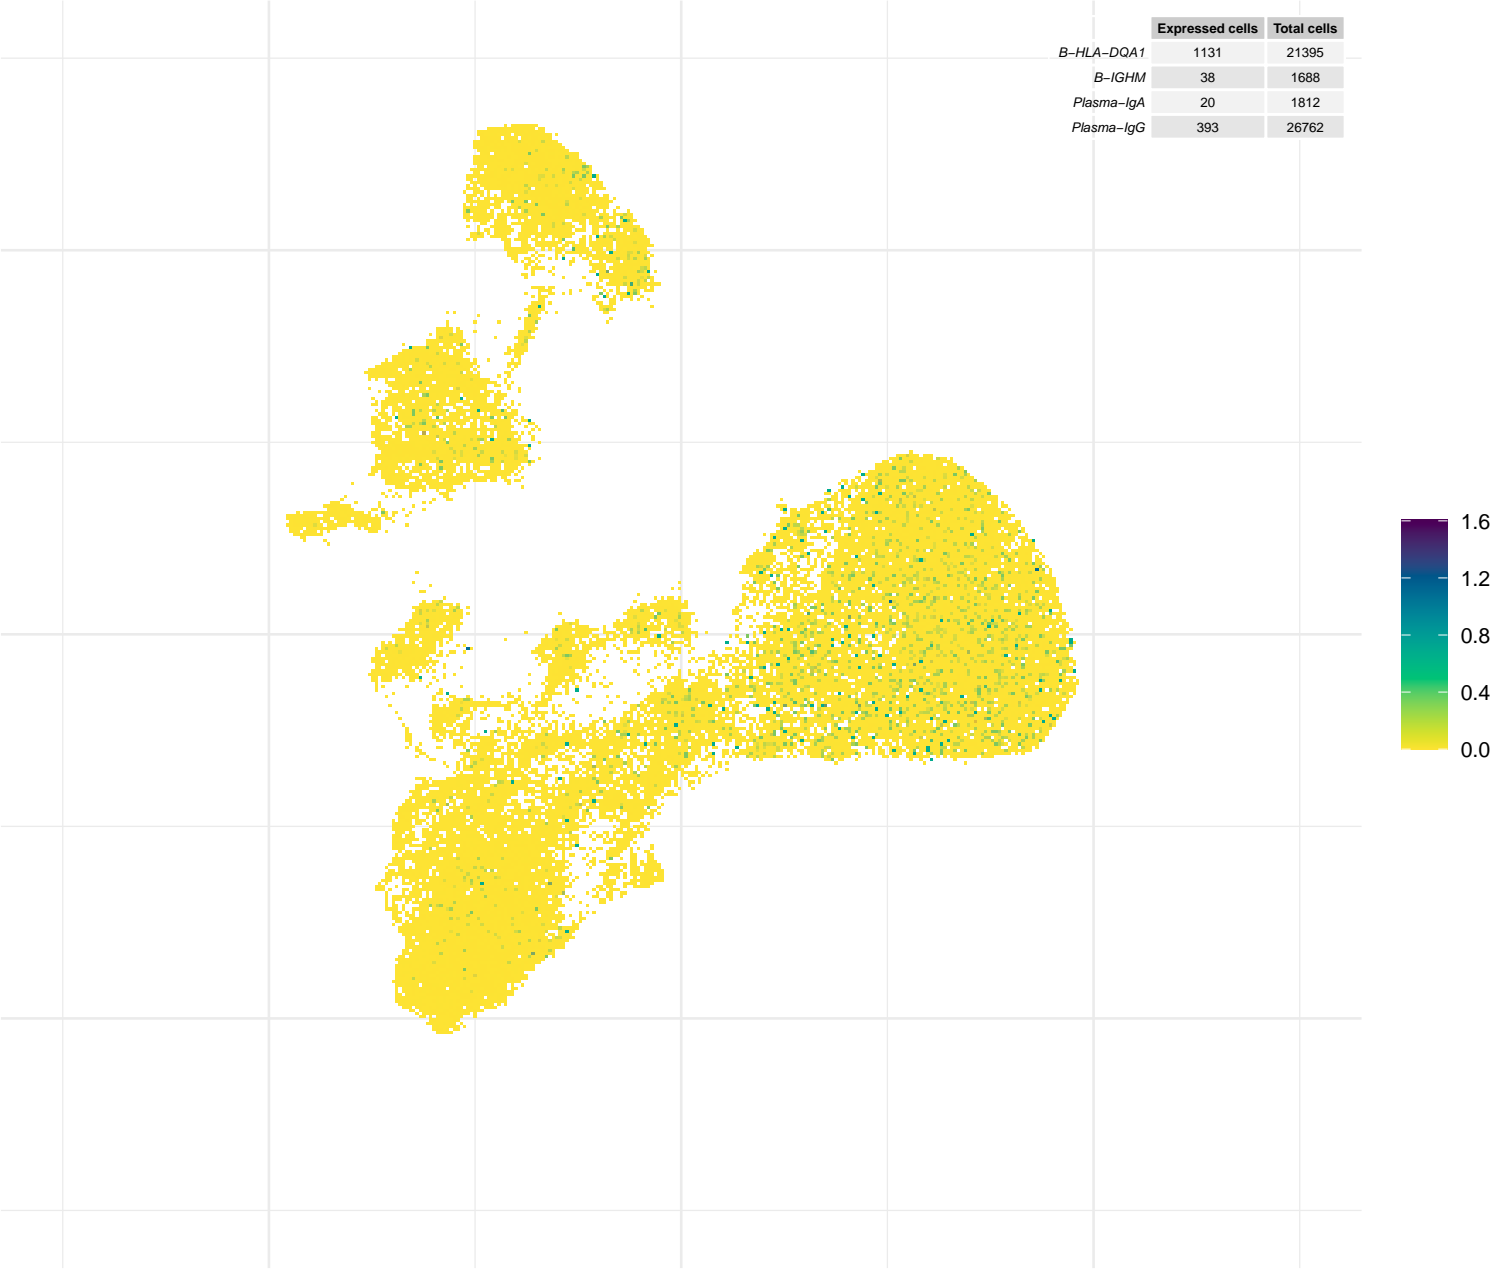 Expressed cells Total cells
B−HLA−DQA1 1131 21395
B−IGHM 38 1688
Plasma−IgA 20 1812
Plasma−IgG 393 26762
1.6
1.2
0.8
0.4
0.0